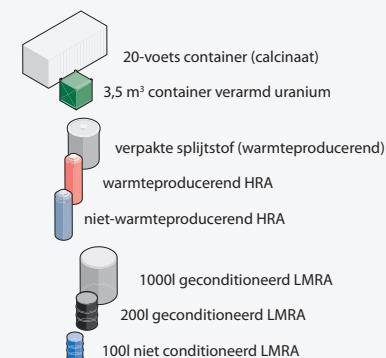 20-voets container (calcinaat)
3,5 m³ container verarmd uranium
verpakte splijtstof (warmteproducerend)
warmteproducerend HRA
niet-warmteproducerend HRA
1000l geconditioneerd LMRA
200l geconditioneerd LMRA
100l niet conditioneerd LMRA